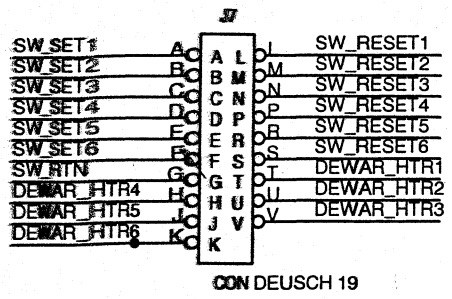 J7
SW_SET1 A A L L SW_RESET1
SW_SET2 B B M M SW_RESET2
SW_SET3 C C N N SW_RESET3
SW_SET4 D D P P SW_RESET4
SW_SET5 E E R R SW_RESET5
SW_SET6 F F S S SW_RESET6
SW_RTN G G T T DEWAR_HTR1
DEWAR_HTR4 H H U U DEWAR_HTR2
DEWAR_HTR5 J J V V DEWAR_HTR3
DEWAR_HTR6 K K
CON DEUSCH 19